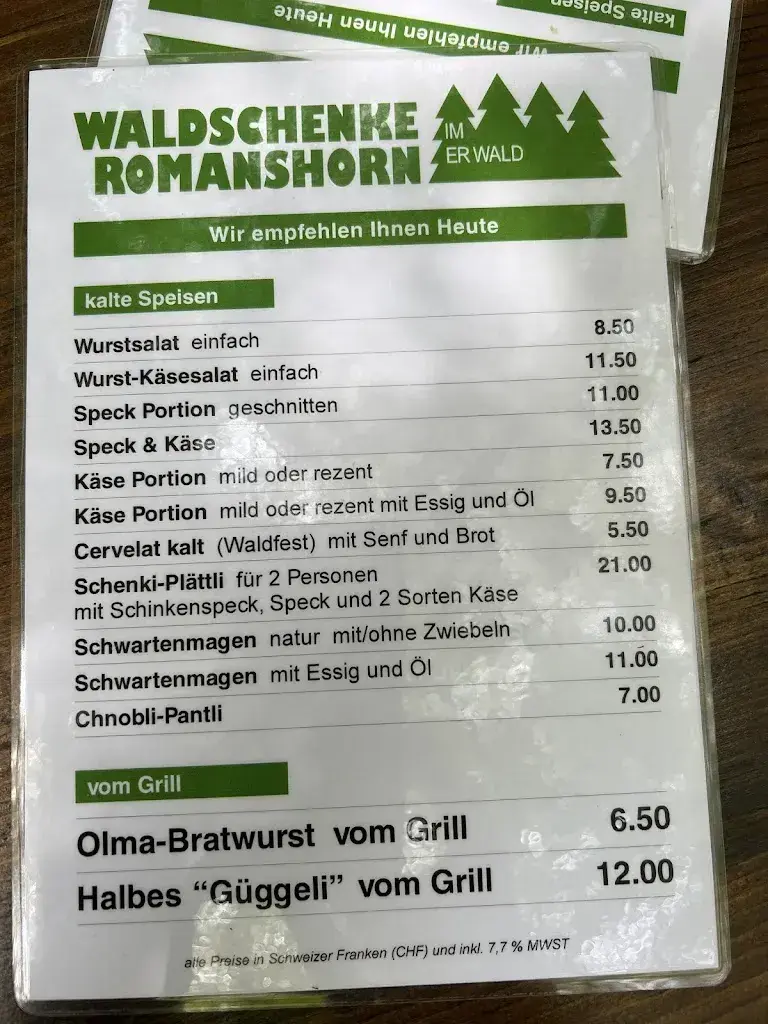 kalte Speisen
Wir empfehlen Ihnen Heute
WALDSCHENKE
ROMANSHORN
IM
ER WALD
Wir empfehlen Ihnen Heute
kalte Speisen
Wurstsalat einfach 8.50
Wurst-Käsesalat einfach 11.50
Speck Portion geschnitten 11.00
Speck & Käse 13.50
Käse Portion mild oder rezent 7.50
Käse Portion mild oder rezent mit Essig und Öl 9.50
Cervelat kalt (Waldfest) mit Senf und Brot 5.50
Schenki-Plättli für 2 Personen 21.00
mit Schinkenspeck, Speck und 2 Sorten Käse
Schwartenmagen natur mit/ohne Zwiebeln 10.00
Schwartenmagen mit Essig und Öl 11.00
Chnobli-Pantli 7.00
vom Grill
Olma-Bratwurst vom Grill 6.50
Halbes “Güggeli” vom Grill 12.00
alle Preise in Schweizer Franken (CHF) und inkl. 7,7 % MWST